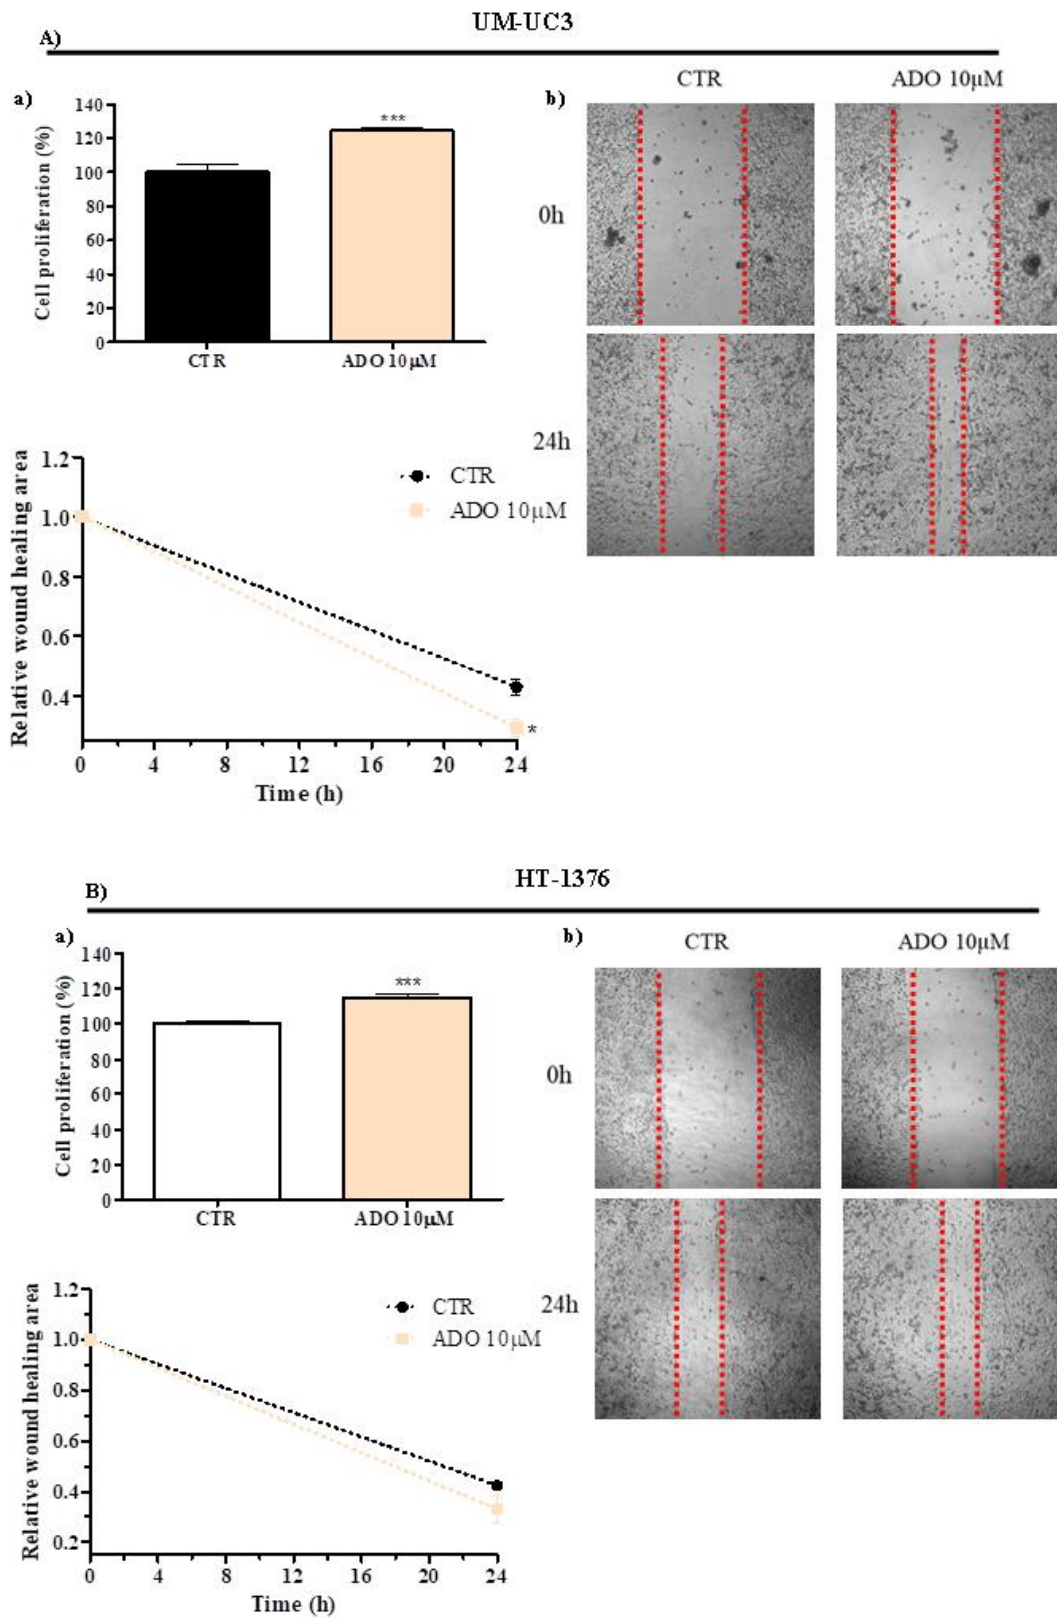 UM-UC3
A)
CTR
ADO 10μM
a)
b)
Cell proliferation (%)
140
120
100
80
60
40
20
0
***
CTR
ADO 10μM
0h
24h
Relative wound healing area
1.2
1.0
0.8
0.6
0.4
CTR
ADO 10μM
*
0 4 8 12 16 20 24
Time (h)
HT-1376
B)
a)
b)
CTR
ADO 10μM
Cell proliferation (%)
140
120
100
80
60
40
20
0
***
CTR
ADO 10μM
0h
24h
Relative wound healing area
1.2
1.0
0.8
0.6
0.4
0.2
CTR
ADO 10μM
0 4 8 12 16 20 24
Time (h)